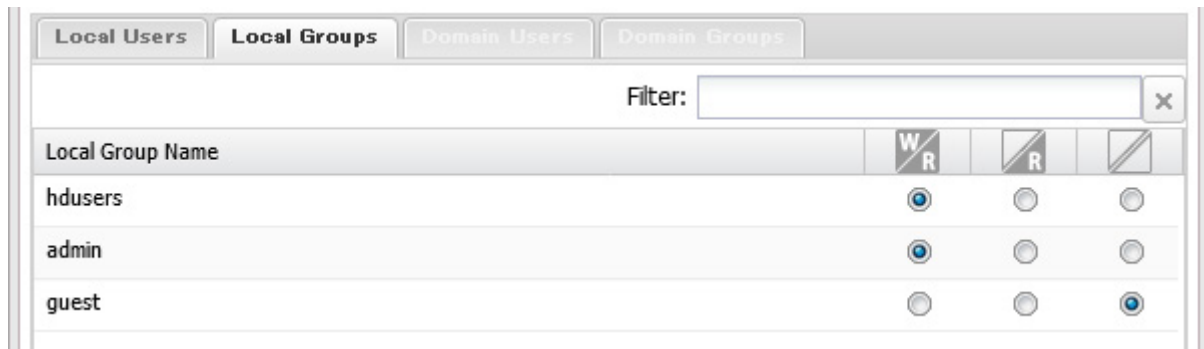 Local Users Local Groups Domain Users Domain Groups
Filter:
Local Group Name W/R R
hdusers
admin
guest